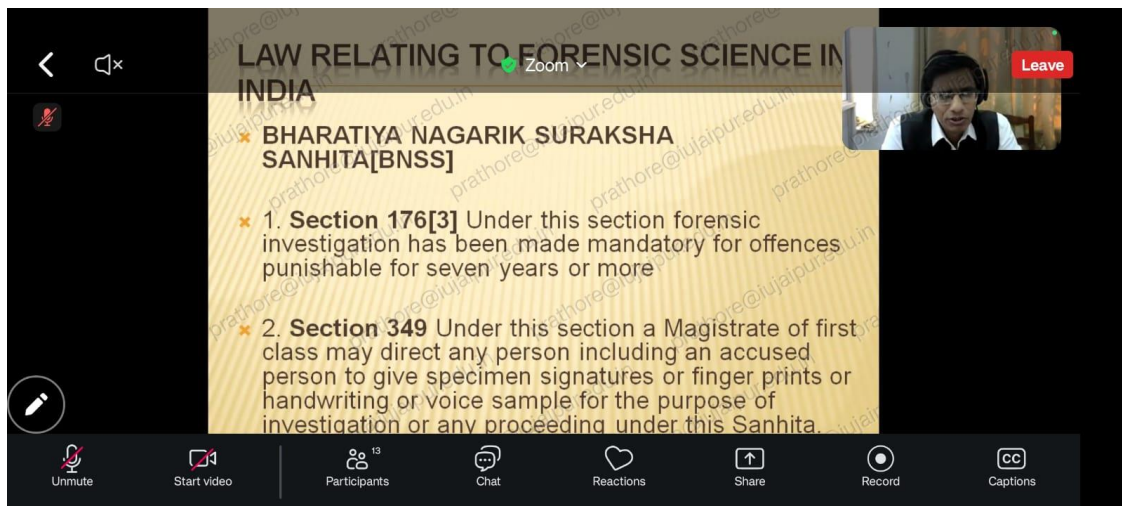 LAW RELATING TO FORENSIC SCIENCE IN
INDIA
Zoom
Leave
BHARATIYA NAGARIK SURAKSHA
SANHITA[BNSS]
1. Section 176[3] Under this section forensic
investigation has been made mandatory for offences
punishable for seven years or more
2. Section 349 Under this section a Magistrate of first
class may direct any person including an accused
person to give specimen signatures or finger prints or
handwriting or voice sample for the purpose of
investigation or any proceeding under this Sanhita.
prathore@iujaipur.edu.in
Unmute
Start video
Participants
13
Chat
Reactions
Share
Record
CC
Captions